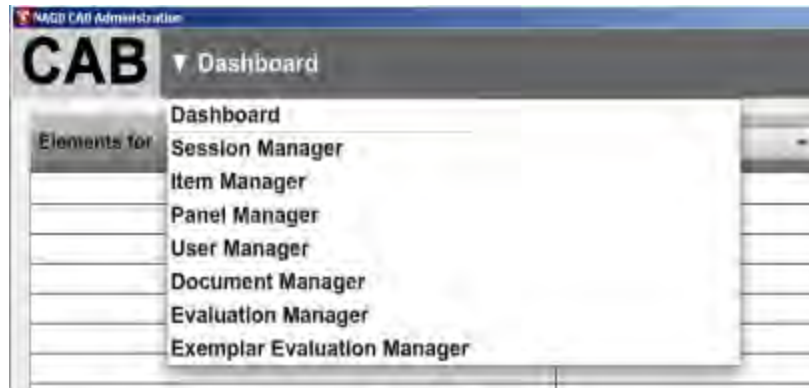 NAGB CAB Administration
CAB ▼ Dashboard
Dashboard
Elements for
Session Manager
Item Manager
Panel Manager
User Manager
Document Manager
Evaluation Manager
Exemplar Evaluation Manager